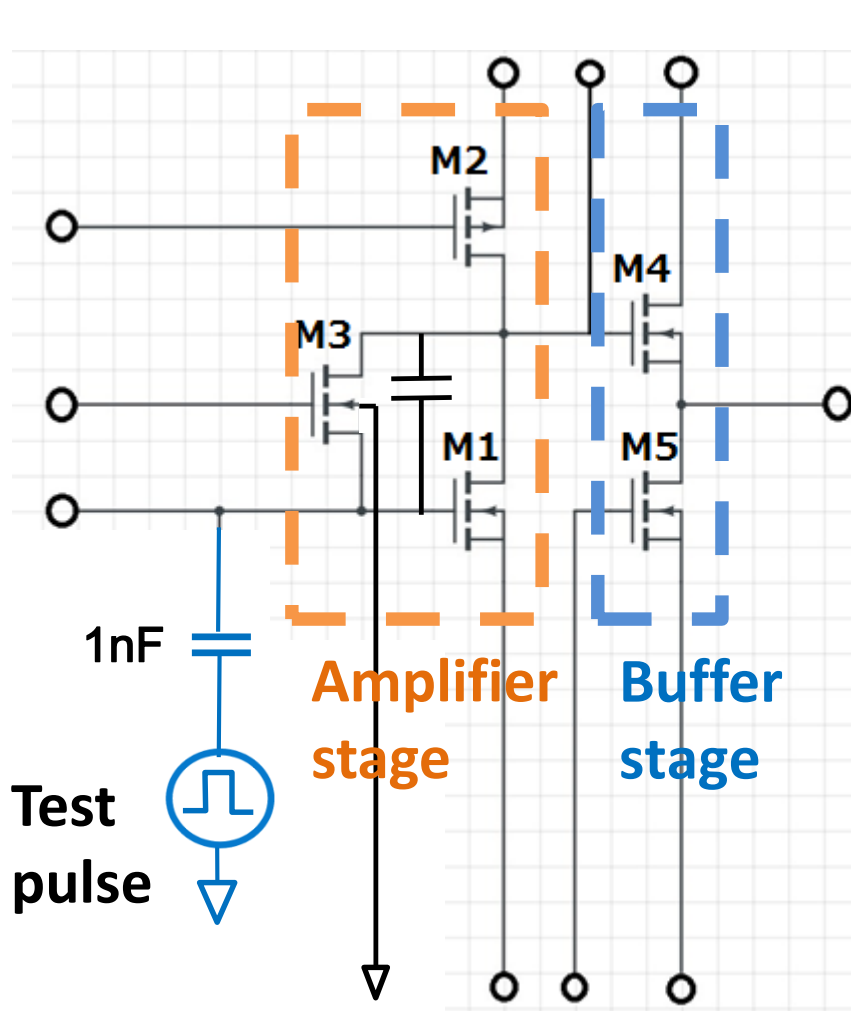 M2
M4
M3
M1
M5
1nF
Amplifier
stage
Buffer
stage
Test
pulse